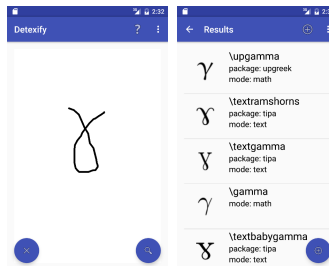 2:32
Detexify ?
ɣ
2:3
Results
\upgamma
package: upgreek
mode: math
\textramshorns
package: tipa
mode: text
\textgamma
package: tipa
mode: text
\gamma
mode: math
\textbabygamma
package: tipa
mode: text